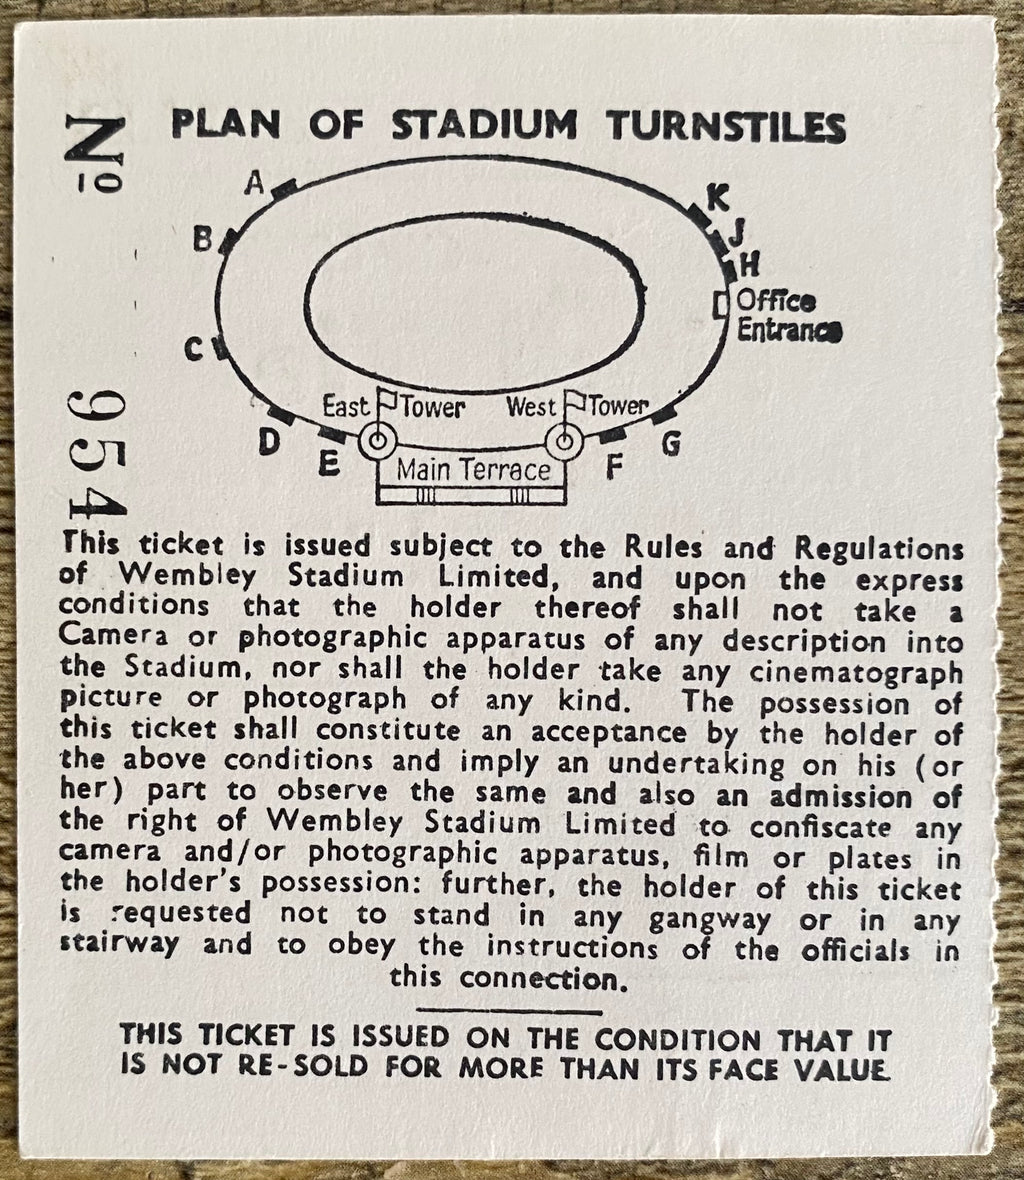 PLAN OF STADIUM TURNSTILES
Nº
954
A
B
C
D
E
F
G
H
J
K
Office
Entrance
East Tower
West Tower
Main Terrace
This ticket is issued subject to the Rules and Regulations
of Wembley Stadium Limited, and upon the express
conditions that the holder thereof shall not take a
Camera or photographic apparatus of any description into
the Stadium, nor shall the holder take any cinematograph
picture or photograph of any kind. The possession of
this ticket shall constitute an acceptance by the holder of
the above conditions and imply an undertaking on his (or
her) part to observe the same and also an admission of
the right of Wembley Stadium Limited to confiscate any
camera and/or photographic apparatus, film or plates in
the holder's possession: further, the holder of this ticket
is requested not to stand in any gangway or in any
stairway and to obey the instructions of the officials in
this connection.
THIS TICKET IS ISSUED ON THE CONDITION THAT IT
IS NOT RE-SOLD FOR MORE THAN ITS FACE VALUE